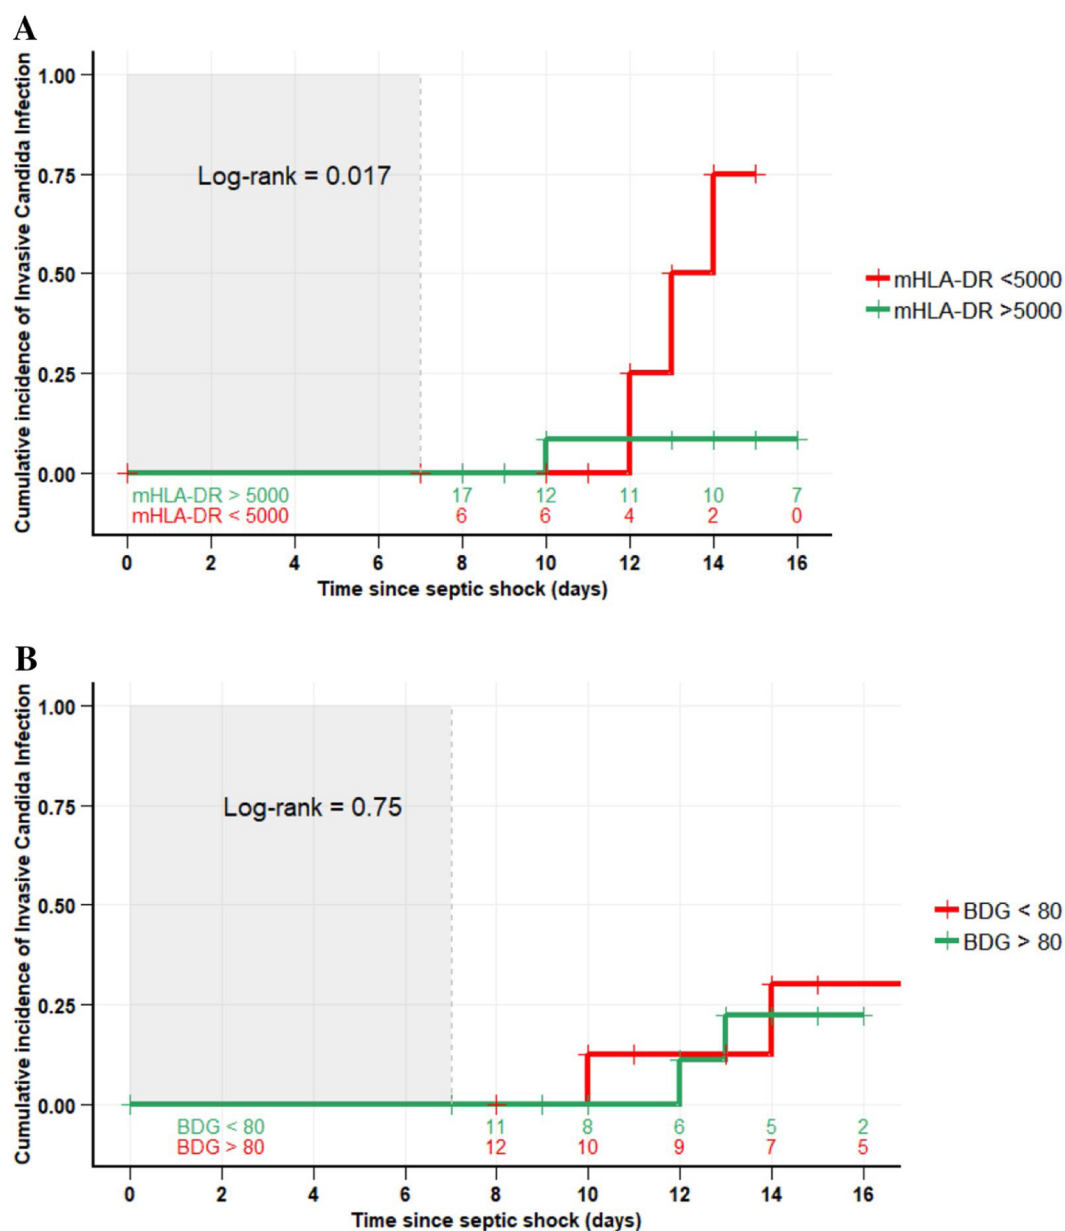 A
Cumulative incidence of Invasive Candida Infection
1.00
0.75
0.50
0.25
0.00
Log-rank = 0.017
mHLA-DR <5000
mHLA-DR >5000
mHLA-DR > 5000 17 12 11 10 7
mHLA-DR < 5000 6 6 4 2 0
0 2 4 6 8 10 12 14 16
Time since septic shock (days)
B
Cumulative incidence of Invasive Candida Infection
1.00
0.75
0.50
0.25
0.00
Log-rank = 0.75
BDG < 80
BDG > 80
BDG < 80 11 8 6 5 2
BDG > 80 12 10 9 7 5
0 2 4 6 8 10 12 14 16
Time since septic shock (days)